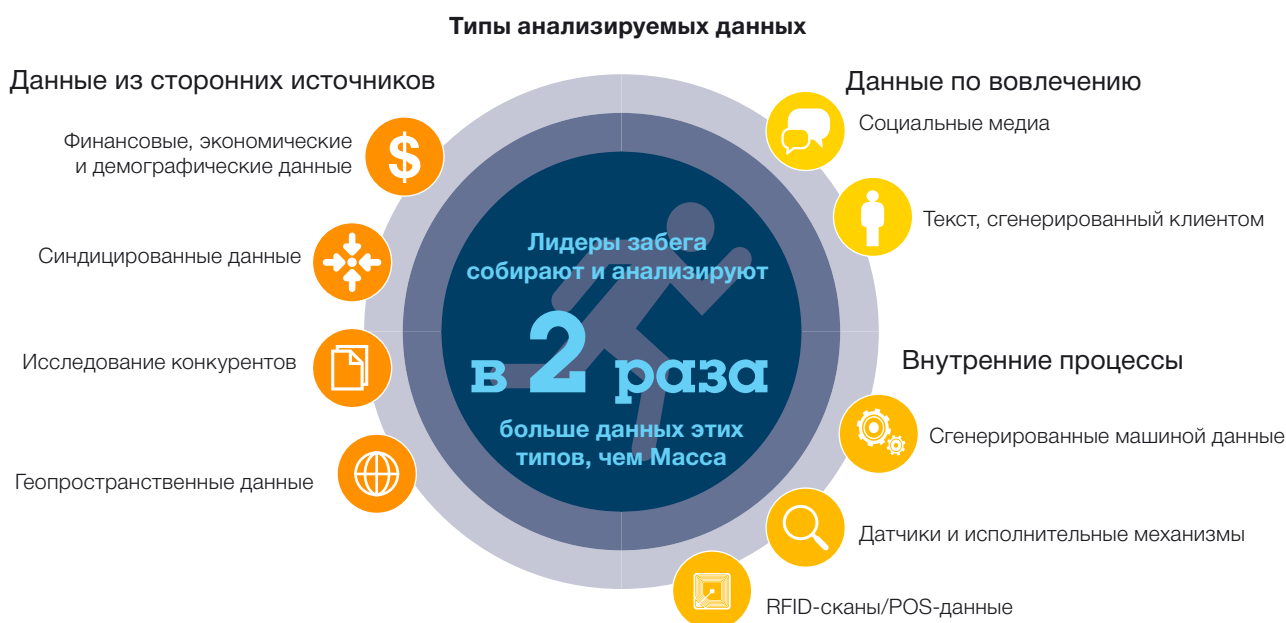 Типы анализируемых данных
Данные из сторонних источников
Финансовые, экономические
и демографические данные
$
Синдицированные данные
Исследование конкурентов
Геопространственные данные
Лидеры забега
собирают и анализируют
в 2 раза
больше данных этих
типов, чем Масса
Данные по вовлечению
Социальные медиа
Текст, сгенерированный клиентом
Внутренние процессы
Сгенерированные машиной данные
Датчики и исполнительные механизмы
RFID-сканы/POS-данные